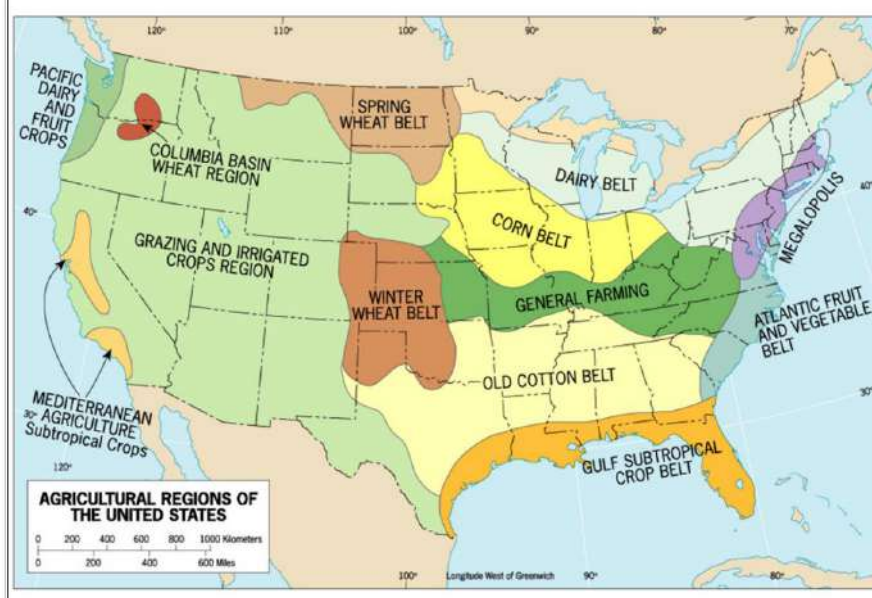 120°
110°
100°
90°
80°
70°
PACIFIC
DAIRY
AND
FRUIT
CROPS
SPRING
WHEAT BELT
COLUMBIA BASIN
WHEAT REGION
DAIRY BELT
40°
40°
CORN BELT
MEGALOPOLIS
GRAZING AND IRRIGATED
CROPS REGION
WINTER
WHEAT BELT
GENERAL FARMING
ATLANTIC FRUIT
AND VEGETABLE
BELT
OLD COTTON BELT
MEDITERRANEAN
AGRICULTURE
Subtropical Crops
30°
30°
120°
GULF SUBTROPICAL
CROP BELT
AGRICULTURAL REGIONS OF
THE UNITED STATES
0 200 400 600 800 1000 Kilometers
0 200 400 600 Miles
100°
Longitude West of Greenwich
90°
80°